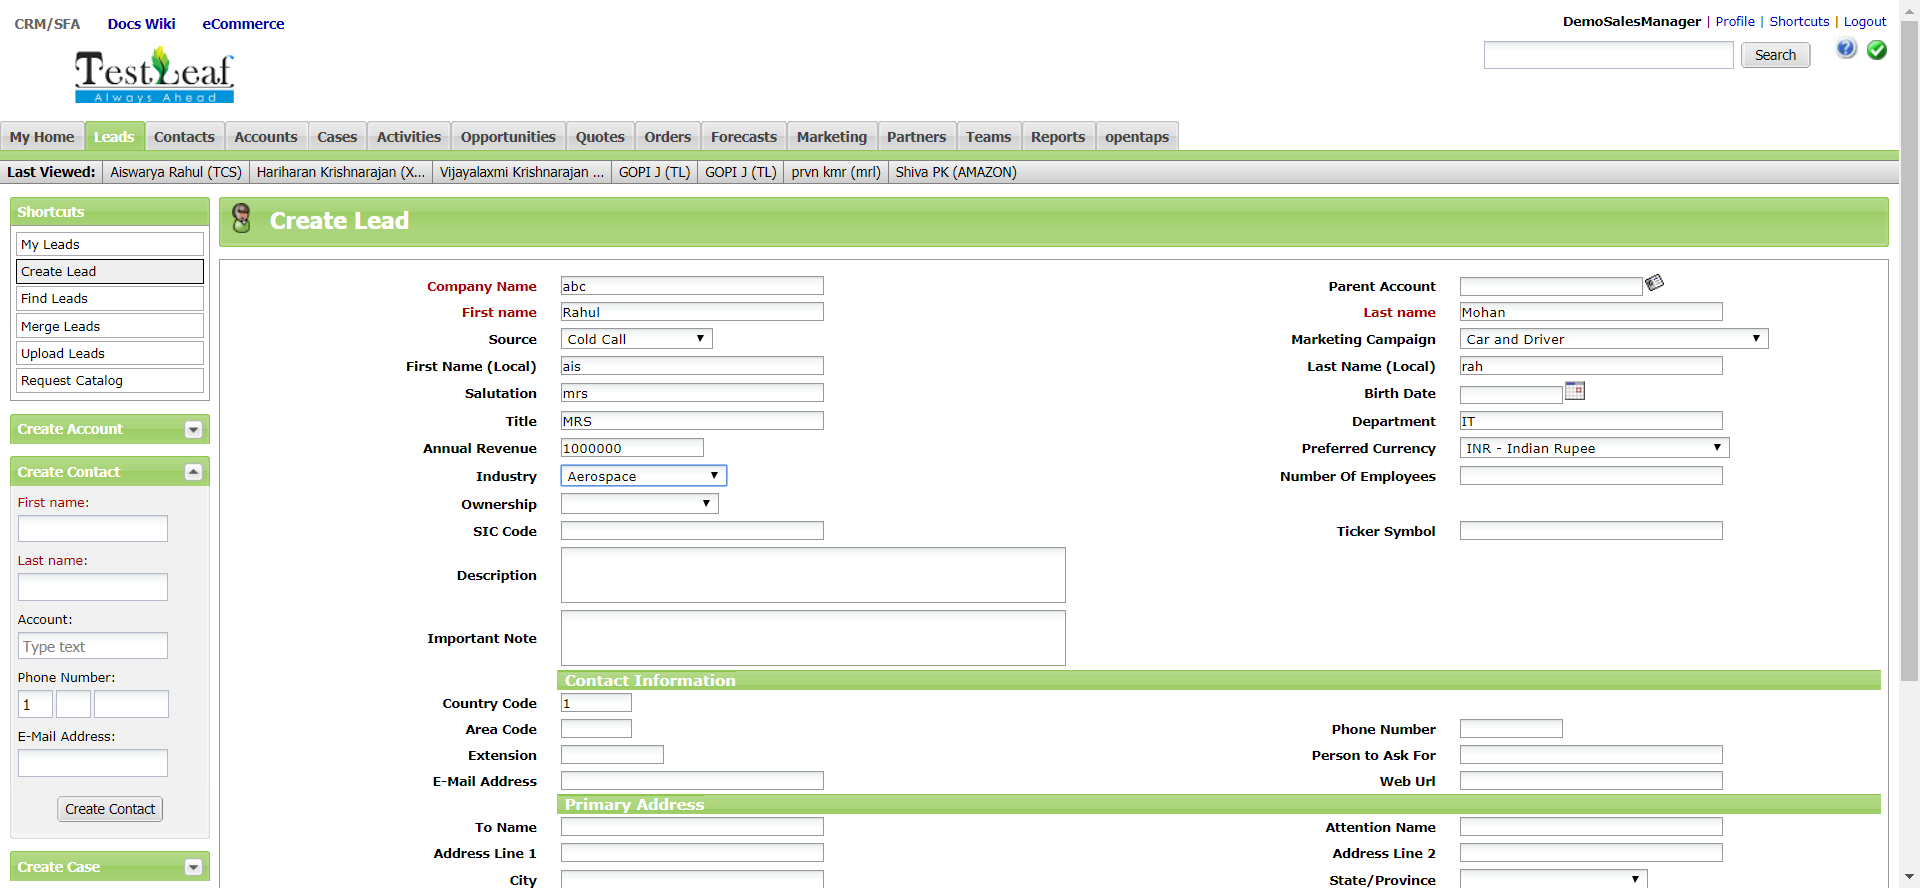 CRM/SFA Docs Wiki eCommerce
DemoSalesManager | Profile | Shortcuts | Logout
TestLeaf
Always Ahead
Search
My Home Leads Contacts Accounts Cases Activities Opportunities Quotes Orders Forecasts Marketing Partners Teams Reports opentaps
Last Viewed: Aiswarya Rahul (TCS) Hariharan Krishnarajan (X... Vijayalaxmi Krishnarajan ... GOPI J (TL) GOPI J (TL) prvn kmr (mrl) Shiva PK (AMAZON)
Shortcuts
My Leads
Create Lead
Find Leads
Merge Leads
Upload Leads
Request Catalog
Create Account
Create Contact
First name:
Last name:
Account:
Type text
Phone Number:
1
E-Mail Address:
Create Contact
Create Case
Create Lead
Company Name abc Parent Account
First name Rahul Last name Mohan
Source Cold Call Marketing Campaign Car and Driver
First Name (Local) ais Last Name (Local) rah
Salutation mrs Birth Date
Title MRS Department IT
Annual Revenue 1000000 Preferred Currency INR - Indian Rupee
Industry Aerospace Number Of Employees
Ownership
SIC Code Ticker Symbol
Description
Important Note
Contact Information
Country Code 1
Area Code Phone Number
Extension Person to Ask For
E-Mail Address Web Url
Primary Address
To Name Attention Name
Address Line 1 Address Line 2
City State/Province